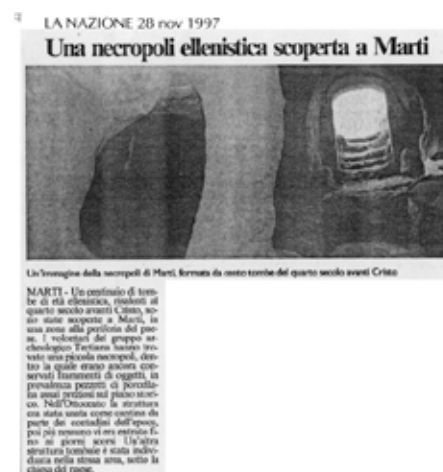 LA NAZIONE 28 nov 1997
Una necropoli ellenistica scoperta a Marti
Un'immagine della necropoli di Marti, formata da cento tombe del quarto secolo avanti Cristo
MARTI - Un centinaio di tom-
be di età ellenistica, risalenti al
quarto secolo avanti Cristo, so-
no state scoperte a Marti, in
una zona alla periferia del pae-
se. I volontari del gruppo ar-
cheologico Tectiana hanno tro-
vato una piccola necropoli, den-
tro la quale erano ancora con-
servati frammenti di oggetti, in
prevalenza pezzetti di porcella-
na assai preziosi sul piano stori-
co. Nell'Ottocento la struttura
era stata usata come cantina da
parte dei contadini dell'epoca,
poi più nessuno vi era entrato fi-
no ai giorni scorsi. Un'altra
struttura tombale è stata indivi-
duata nella stessa area, sotto la
chiesa del paese.